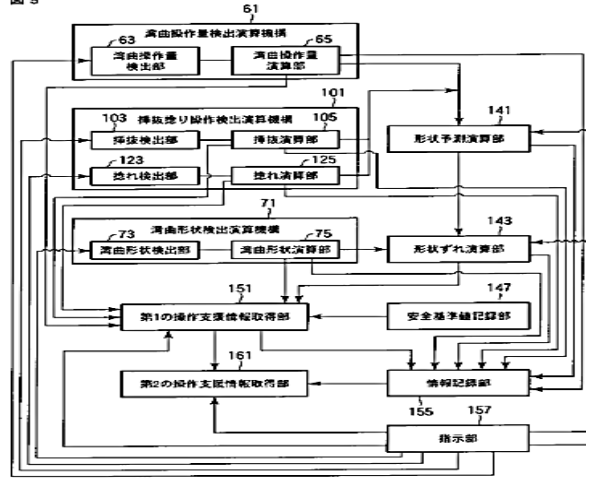 図5
61
湾曲操作量検出演算機構
63
65
湾曲操作量
検出部
湾曲操作量
演算部
101
挿抜捻り操作検出演算機構
103
105
挿抜検出部
挿抜演算部
123
125
捻れ検出部
捻れ演算部
141
形状予測演算部
71
湾曲形状検出演算機構
73
75
湾曲形状検出部
湾曲形状演算部
143
形状ずれ演算部
151
第1の操作支援情報取得部
147
安全基準値記録部
161
第2の操作支援情報取得部
情報記録部
155
157
指示部